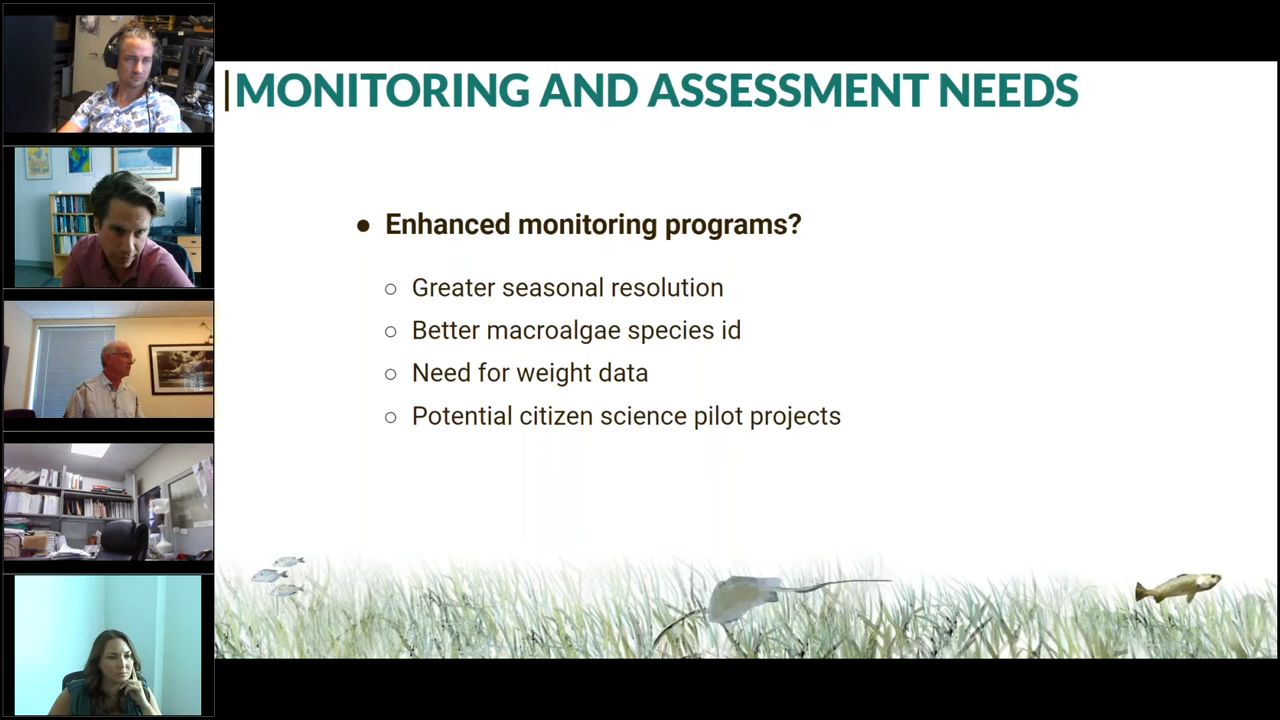 MONITORING AND ASSESSMENT NEEDS
● Enhanced monitoring programs?
○ Greater seasonal resolution
○ Better macroalgae species id
○ Need for weight data
○ Potential citizen science pilot projects